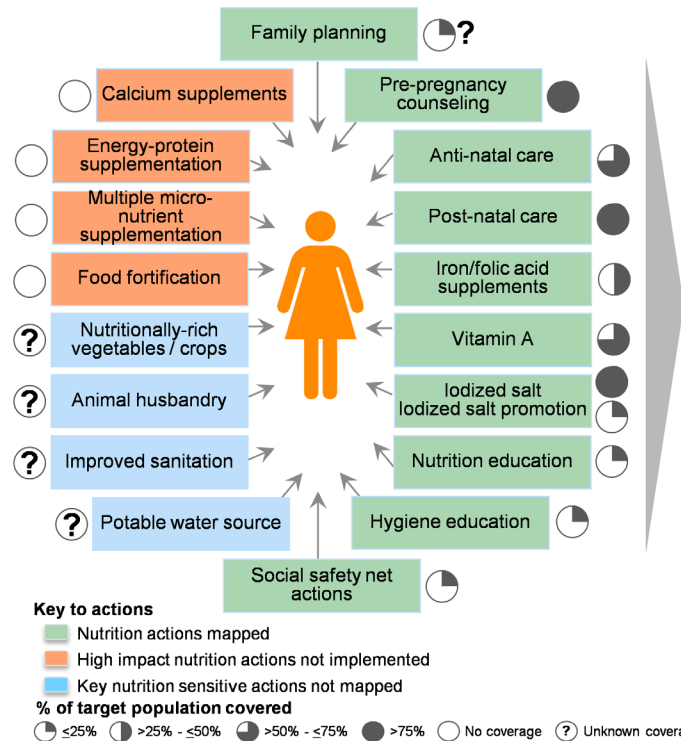 Family planning
?
Calcium supplements
Pre-pregnancy
counseling
Energy-protein
supplementation
Anti-natal care
Multiple micro-
nutrient
supplementation
Post-natal care
Food fortification
Iron/folic acid
supplements
?
Nutritionally-rich
vegetables / crops
Vitamin A
?
Animal husbandry
Iodized salt
Iodized salt promotion
?
Improved sanitation
Nutrition education
?
Potable water source
Hygiene education
Social safety net
actions
Key to actions
Nutrition actions mapped
High impact nutrition actions not implemented
Key nutrition sensitive actions not mapped
% of target population covered
≤25% >25% - ≤50% >50% - ≤75% >75% No coverage ? Unknown covera